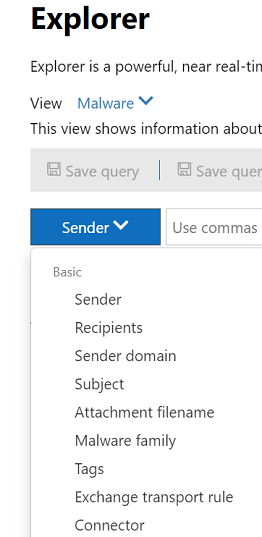 Explorer
Explorer is a powerful, near real-tim
View Malware
This view shows information about
Save query Save quer
Sender Use commas
Basic
Sender
Recipients
Sender domain
Subject
Attachment filename
Malware family
Tags
Exchange transport rule
Connector